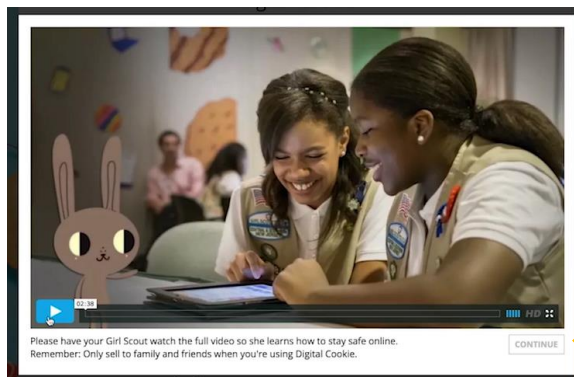 02:38
HD
Please have your Girl Scout watch the full video so she learns how to stay safe online.
Remember: Only sell to family and friends when you're using Digital Cookie.
CONTINUE